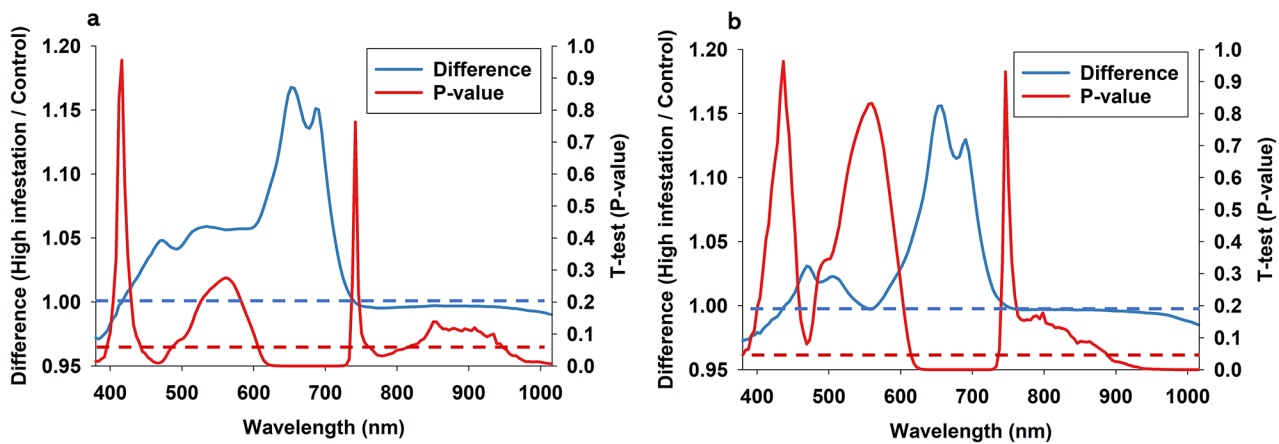 a
Difference (High infestation / Control)
1.20
1.15
1.10
1.05
1.00
0.95
Difference
P-value
1.0
0.9
0.8
0.7
0.6
0.5
0.4
0.3
0.2
0.1
0.0
T-test (P-value)
400 500 600 700 800 900 1000
Wavelength (nm)
b
Difference (High infestation / Control)
1.20
1.15
1.10
1.05
1.00
0.95
Difference
P-value
1.0
0.9
0.8
0.7
0.6
0.5
0.4
0.3
0.2
0.1
0.0
T-test (P-value)
400 500 600 700 800 900 1000
Wavelength (nm)